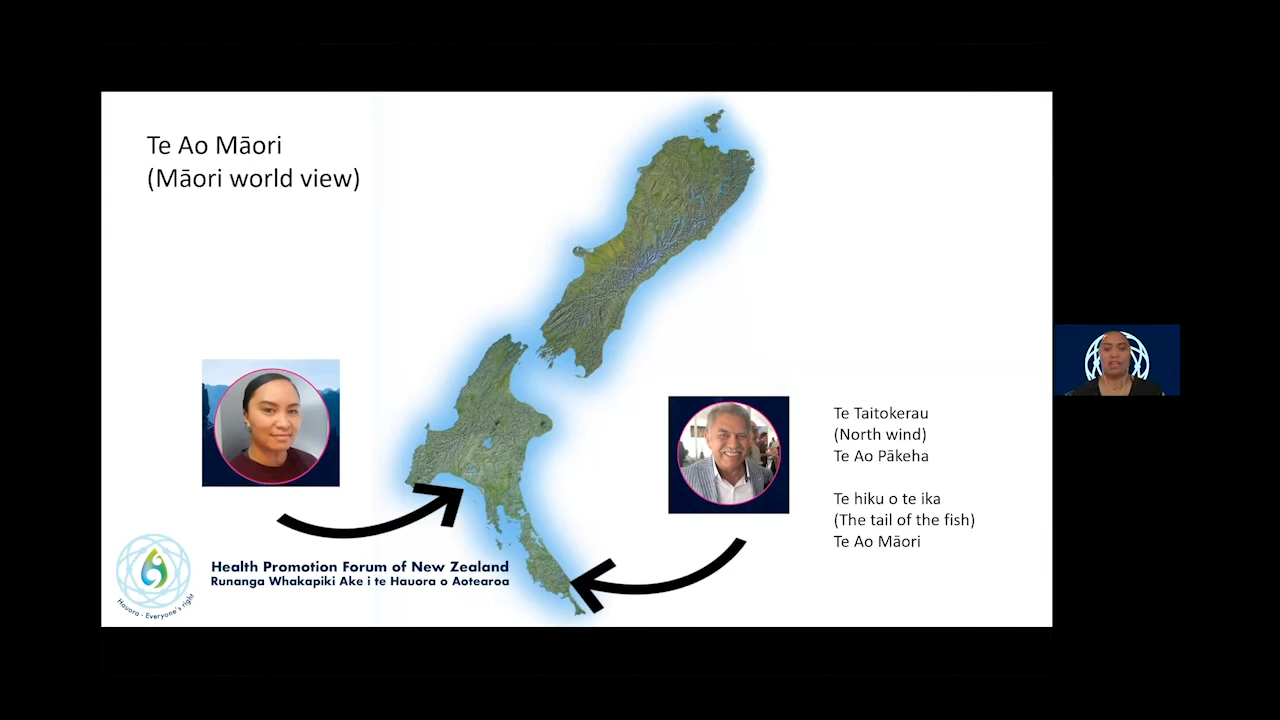 Te Ao Māori
(Māori world view)
Te Taitokerau
(North wind)
Te Ao Pākeha
Te hiku o te ika
(The tail of the fish)
Te Ao Māori
Health Promotion Forum of New Zealand
Runanga Whakapiki Ake i te Hauora o Aotearoa
Hauora - Everyone's right